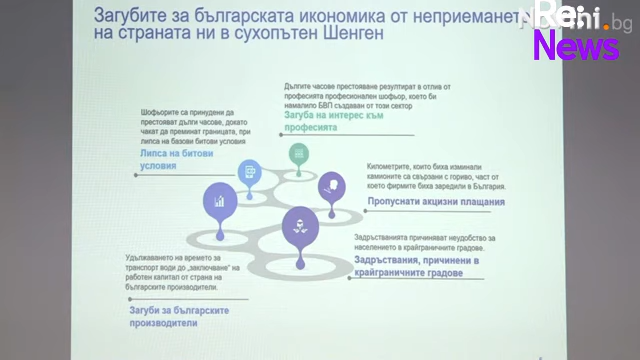 Загубите за българската икономика от неприемането
на страната ни в сухопътен Шенген
Re:
News
.bg
Дългите часове престояване резултират в отлив от
професията професионален шофьор, което би
намалило БВП създаван от този сектор
Загуба на интерес към
професията
Шофьорите са принудени да
престояват дълги часове, докато
чакат да преминат границата, при
липса на базови битови условия
Липса на битови
условия
Километрите, които биха изминали
камионите са свързани с гориво, част от
което фирмите биха заредили в България.
Пропуснати акцизни плащания
Задръстванията причиняват неудобство за
населението в крайграничните градове.
Задръствания, причинени в
крайграничните градове
Удължаването на времето за
транспорт води до „заключване“ на
работен капитал от страна на
българските производители.
Загуби за българските
производители